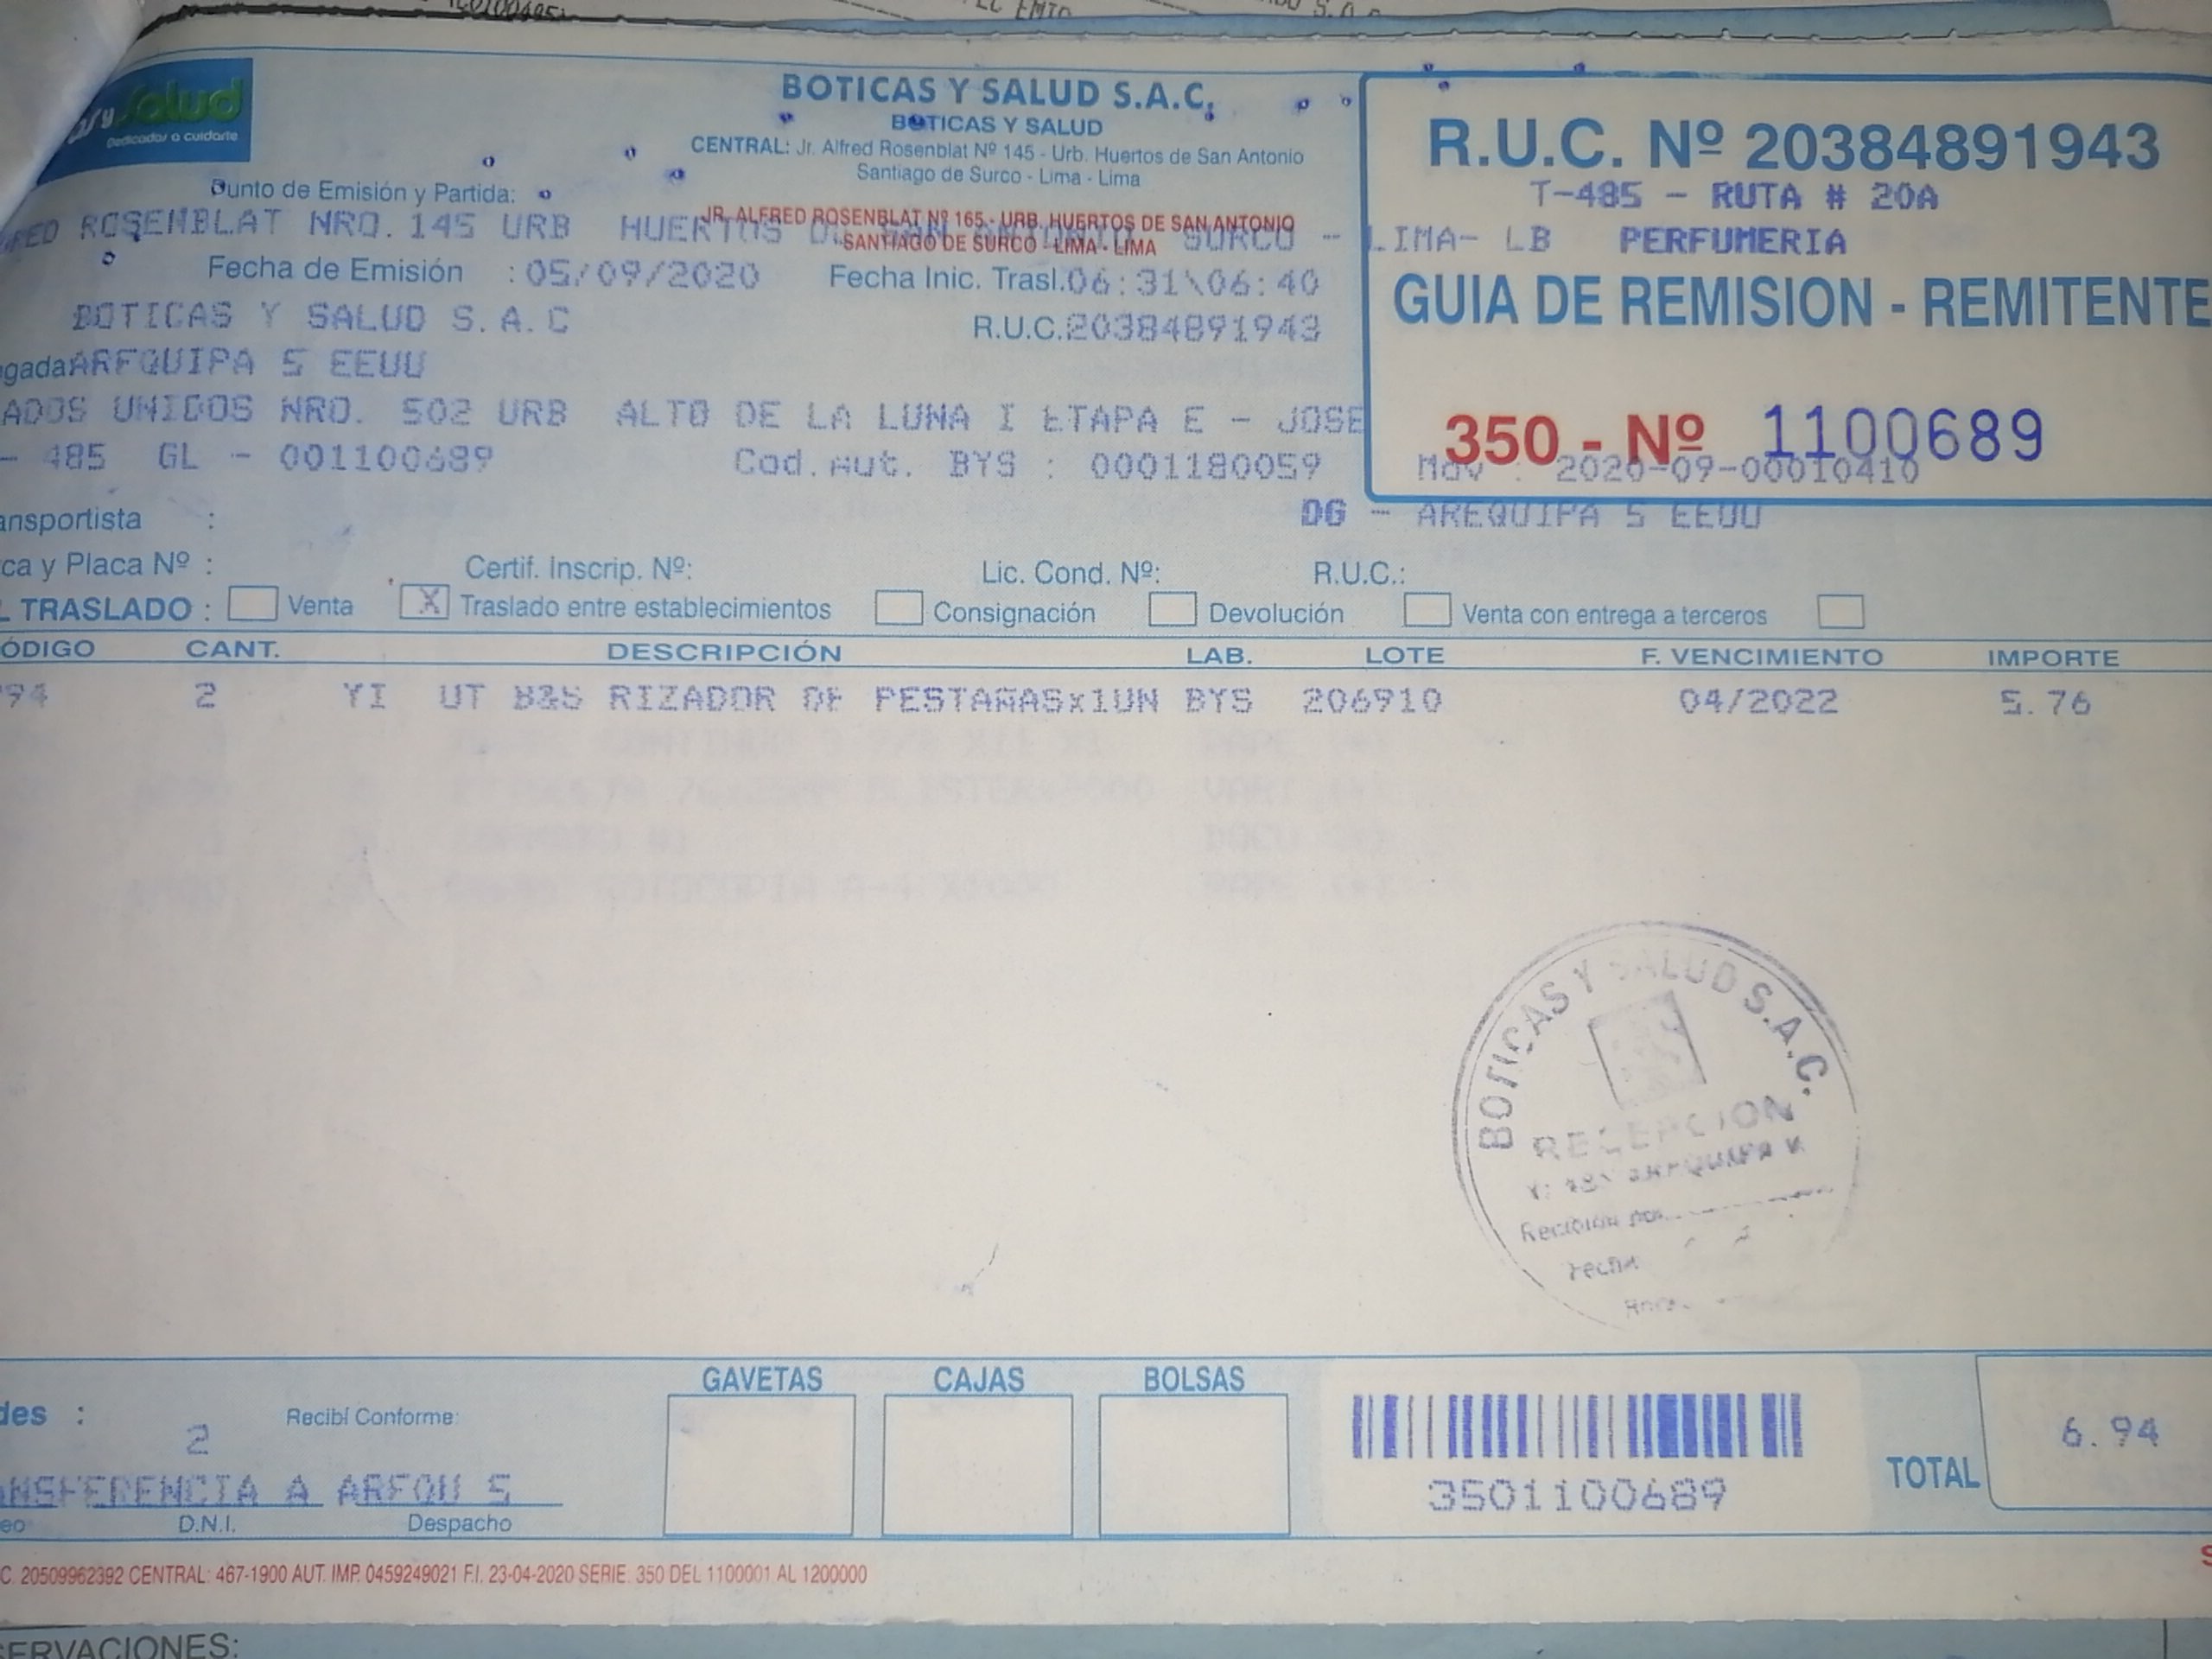 Salud
Dedicados a cuidarte
BOTICAS Y SALUD S.A.C.
BOTICAS Y SALUD
CENTRAL: Jr. Alfred Rosenblat Nº 145 - Urb. Huertos de San Antonio
Santiago de Surco - Lima - Lima
R.U.C. Nº 20384891943
T-485 - RUTA # 20A
PERFUMERIA
GUIA DE REMISION - REMITENTE
350 - Nº 1100689
Mov : 2020-09-00010410
Punto de Emisión y Partida:
ROSENBLAT NRO. 145 URB HUERTOS SURCO - LIMA- LB
JR. ALFRED ROSENBLAT Nº 165 - URB. HUERTOS DE SAN ANTONIO
SANTIAGO DE SURCO - LIMA - LIMA
Fecha de Emisión : 05/09/2020 Fecha Inic. Trasl. 06:31\06:40
BOTICAS Y SALUD S.A.C R.U.C. 20384891943
AREQUIPA 5 EEUU
ADOS UNIDOS NRO. 502 URB ALTO DE LA LUNA I ETAPA E - JOSE
- 485 GL - 001100689 Cod.Aut. BYS : 0001180059
ansportista :
DG - AREQUIPA 5 EEUU
ca y Placa Nº : Certif. Inscrip. Nº: Lic. Cond. Nº: R.U.C.:
L TRASLADO : Venta X Traslado entre establecimientos Consignación Devolución Venta con entrega a terceros
ÓDIGO CANT. DESCRIPCIÓN LAB. LOTE F. VENCIMIENTO IMPORTE
94 2 YI UT B&S RIZADOR DE PESTAÑASx1UN BYS 206910 04/2022 5.76
BOTICAS Y SALUD S.A.C.
RECEPCION
GAVETAS CAJAS BOLSAS
des : 2 Recibí Conforme:
ANSFERENCIA A AREQU 5
D.N.I. Despacho
3501100689
TOTAL 6.94
C. 20509962392 CENTRAL: 467-1900 AUT. IMP. 0459249021 F.I. 23-04-2020 SERIE. 350 DEL 1100001 AL 1200000
SERVACIONES: